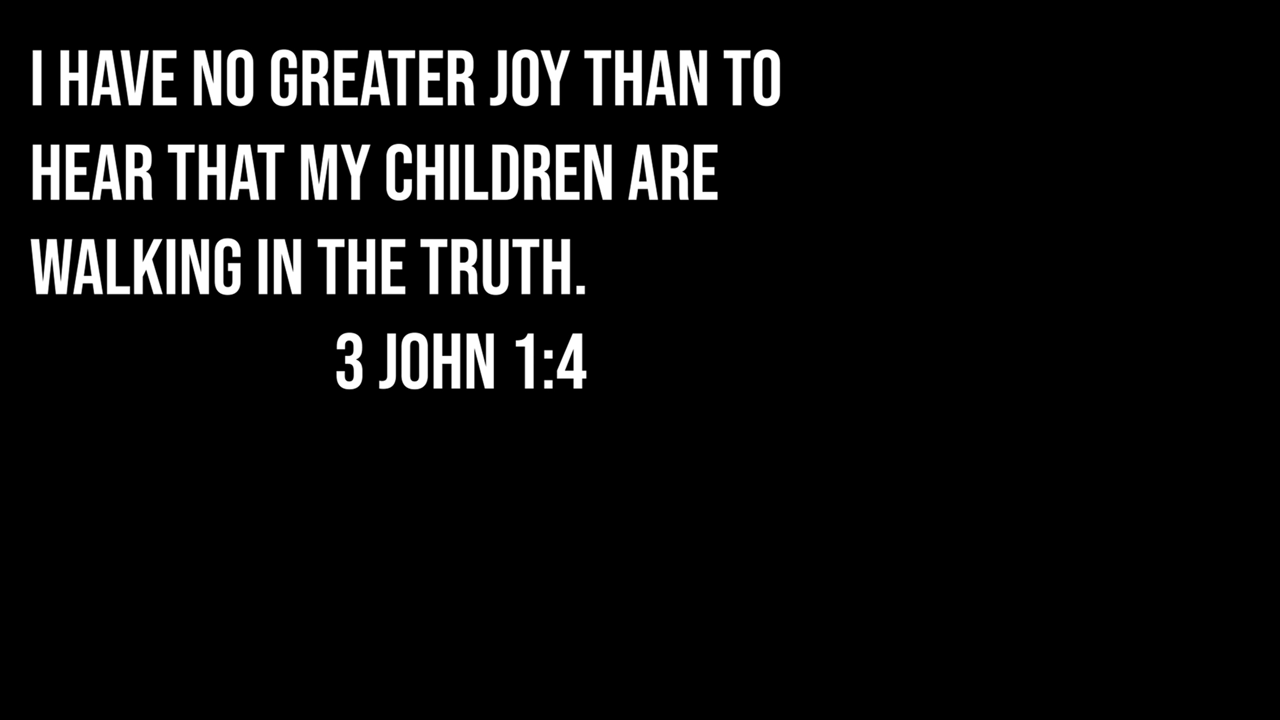 I HAVE NO GREATER JOY THAN TO
HEAR THAT MY CHILDREN ARE
WALKING IN THE TRUTH.
3 JOHN 1:4